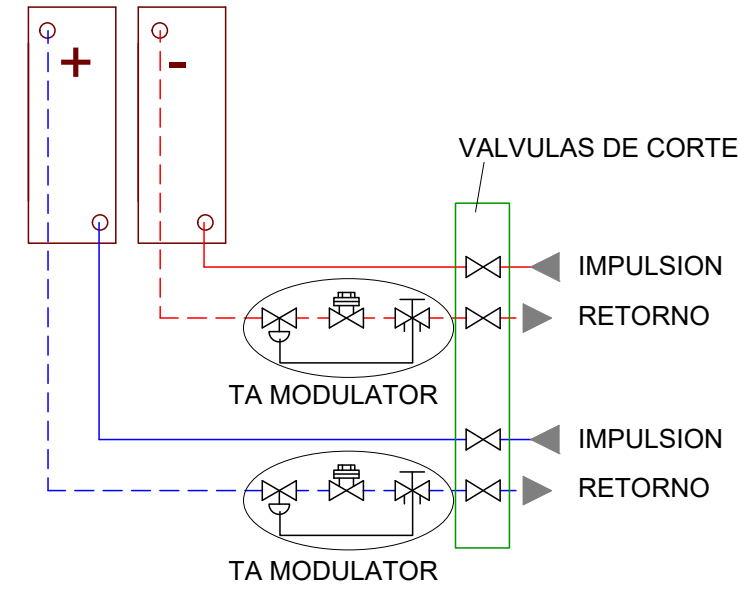 +
-
VALVULAS DE CORTE
IMPULSION
RETORNO
TA MODULATOR
IMPULSION
RETORNO
TA MODULATOR